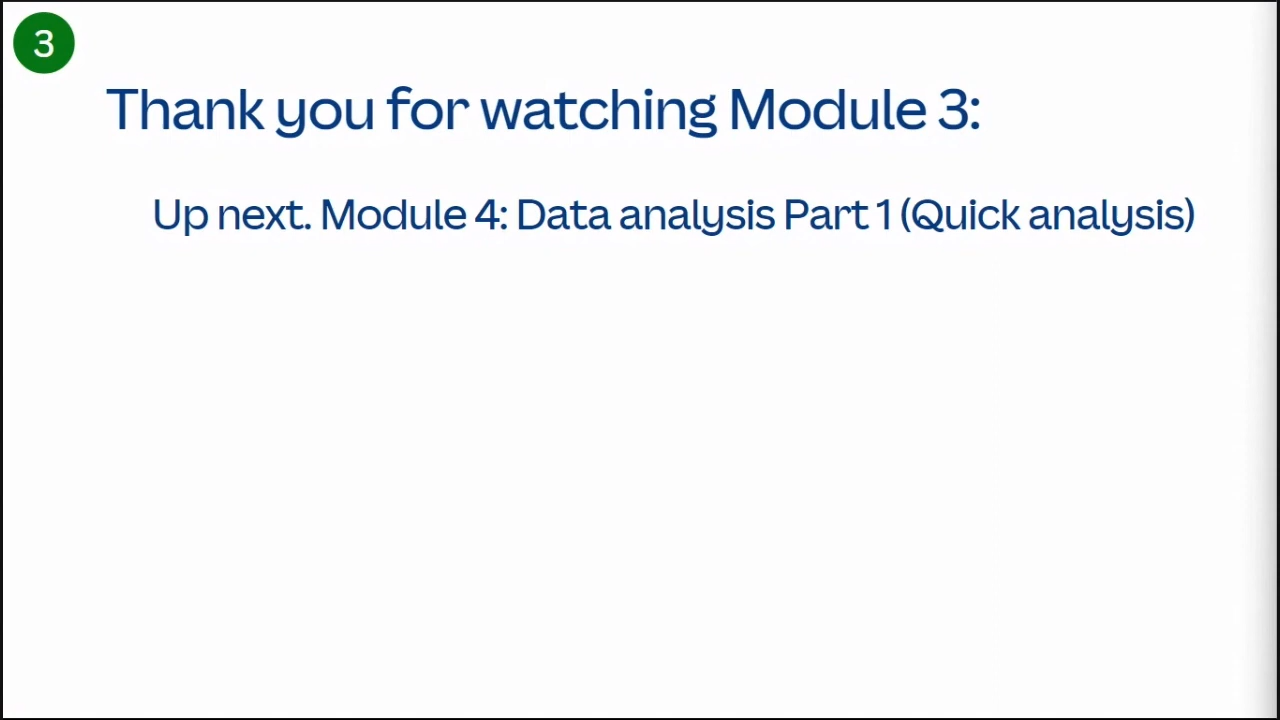 3
Thank you for watching Module 3:
Up next. Module 4: Data analysis Part 1 (Quick analysis)